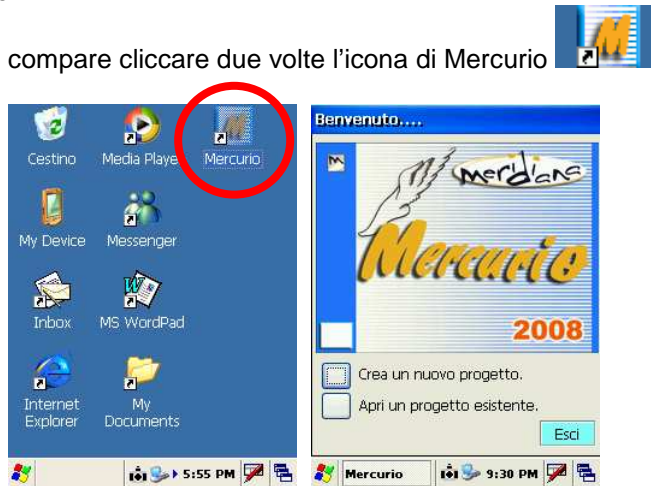 compare cliccare due volte l'icona di Mercurio
Cestino Media Playe Mercurio
My Device Messenger
Inbox MS WordPad
Internet Explorer My Documents
5:55 PM
Benvenuto....
meridiana
Mercurio
2008
Crea un nuovo progetto.
Apri un progetto esistente.
Esci
Mercurio 9:30 PM